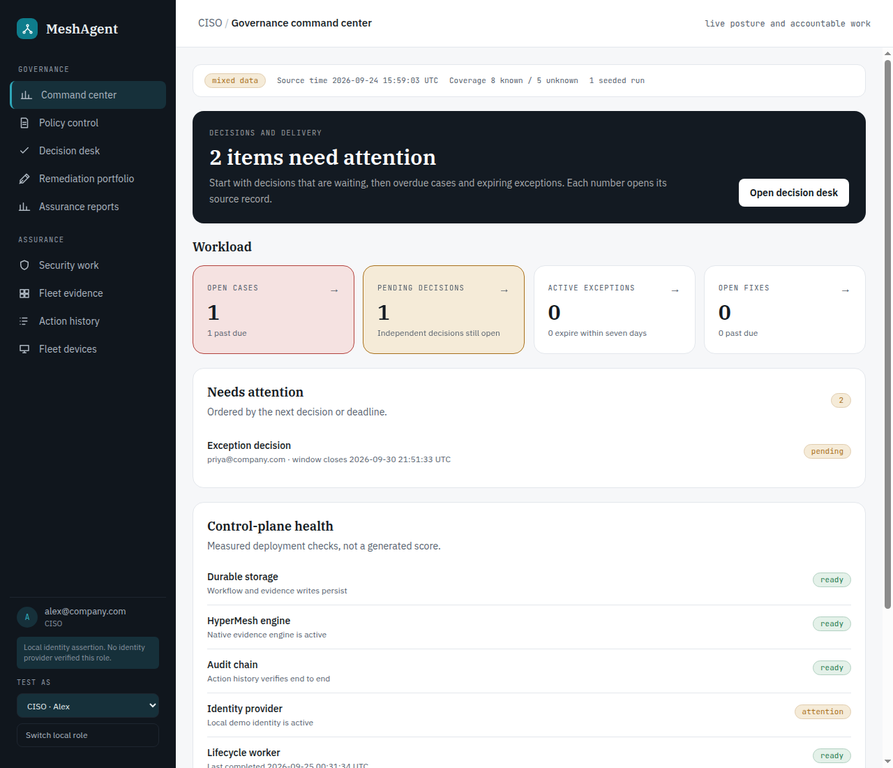 MeshAgent
GOVERNANCE
Command center
Policy control
Decision desk
Remediation portfolio
Assurance reports
ASSURANCE
Security work
Fleet evidence
Action history
Fleet devices
A
alex@company.com
CISO
Local identity assertion. No identity
provider verified this role.
TEST AS
CISO · Alex
Switch local role
CISO / Governance command center
live posture and accountable work
mixed data
Source time 2026-09-24 15:59:03 UTC
Coverage 8 known / 5 unknown
1 seeded run
DECISIONS AND DELIVERY
2 items need attention
Start with decisions that are waiting, then overdue cases and expiring exceptions. Each number opens its
source record.
Open decision desk
Workload
OPEN CASES →
1
1 past due
PENDING DECISIONS →
1
Independent decisions still open
ACTIVE EXCEPTIONS →
0
0 expire within seven days
OPEN FIXES →
0
0 past due
Needs attention
Ordered by the next decision or deadline.
2
Exception decision
priya@company.com · window closes 2026-09-30 21:51:33 UTC
pending
Control-plane health
Measured deployment checks, not a generated score.
Durable storage
Workflow and evidence writes persist
ready
HyperMesh engine
Native evidence engine is active
ready
Audit chain
Action history verifies end to end
ready
Identity provider
Local demo identity is active
attention
Lifecycle worker
Last completed 2026-09-25 00:31:34 UTC
ready